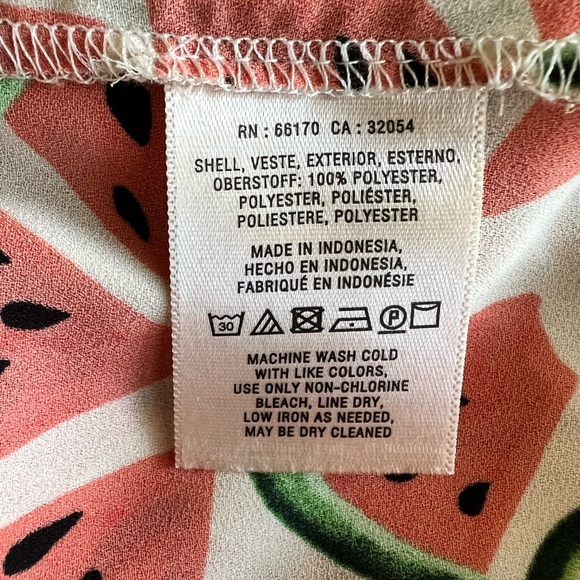 RN : 66170 CA : 32054
SHELL, VESTE, EXTERIOR, ESTERNO,
OBERSTOFF: 100% POLYESTER,
POLYESTER, POLIÉSTER,
POLIESTERE, POLYESTER
MADE IN INDONESIA,
HECHO EN INDONESIA,
FABRIQUÉ EN INDONÉSIE
30 P
MACHINE WASH COLD
WITH LIKE COLORS,
USE ONLY NON-CHLORINE
BLEACH, LINE DRY,
LOW IRON AS NEEDED,
MAY BE DRY CLEANED